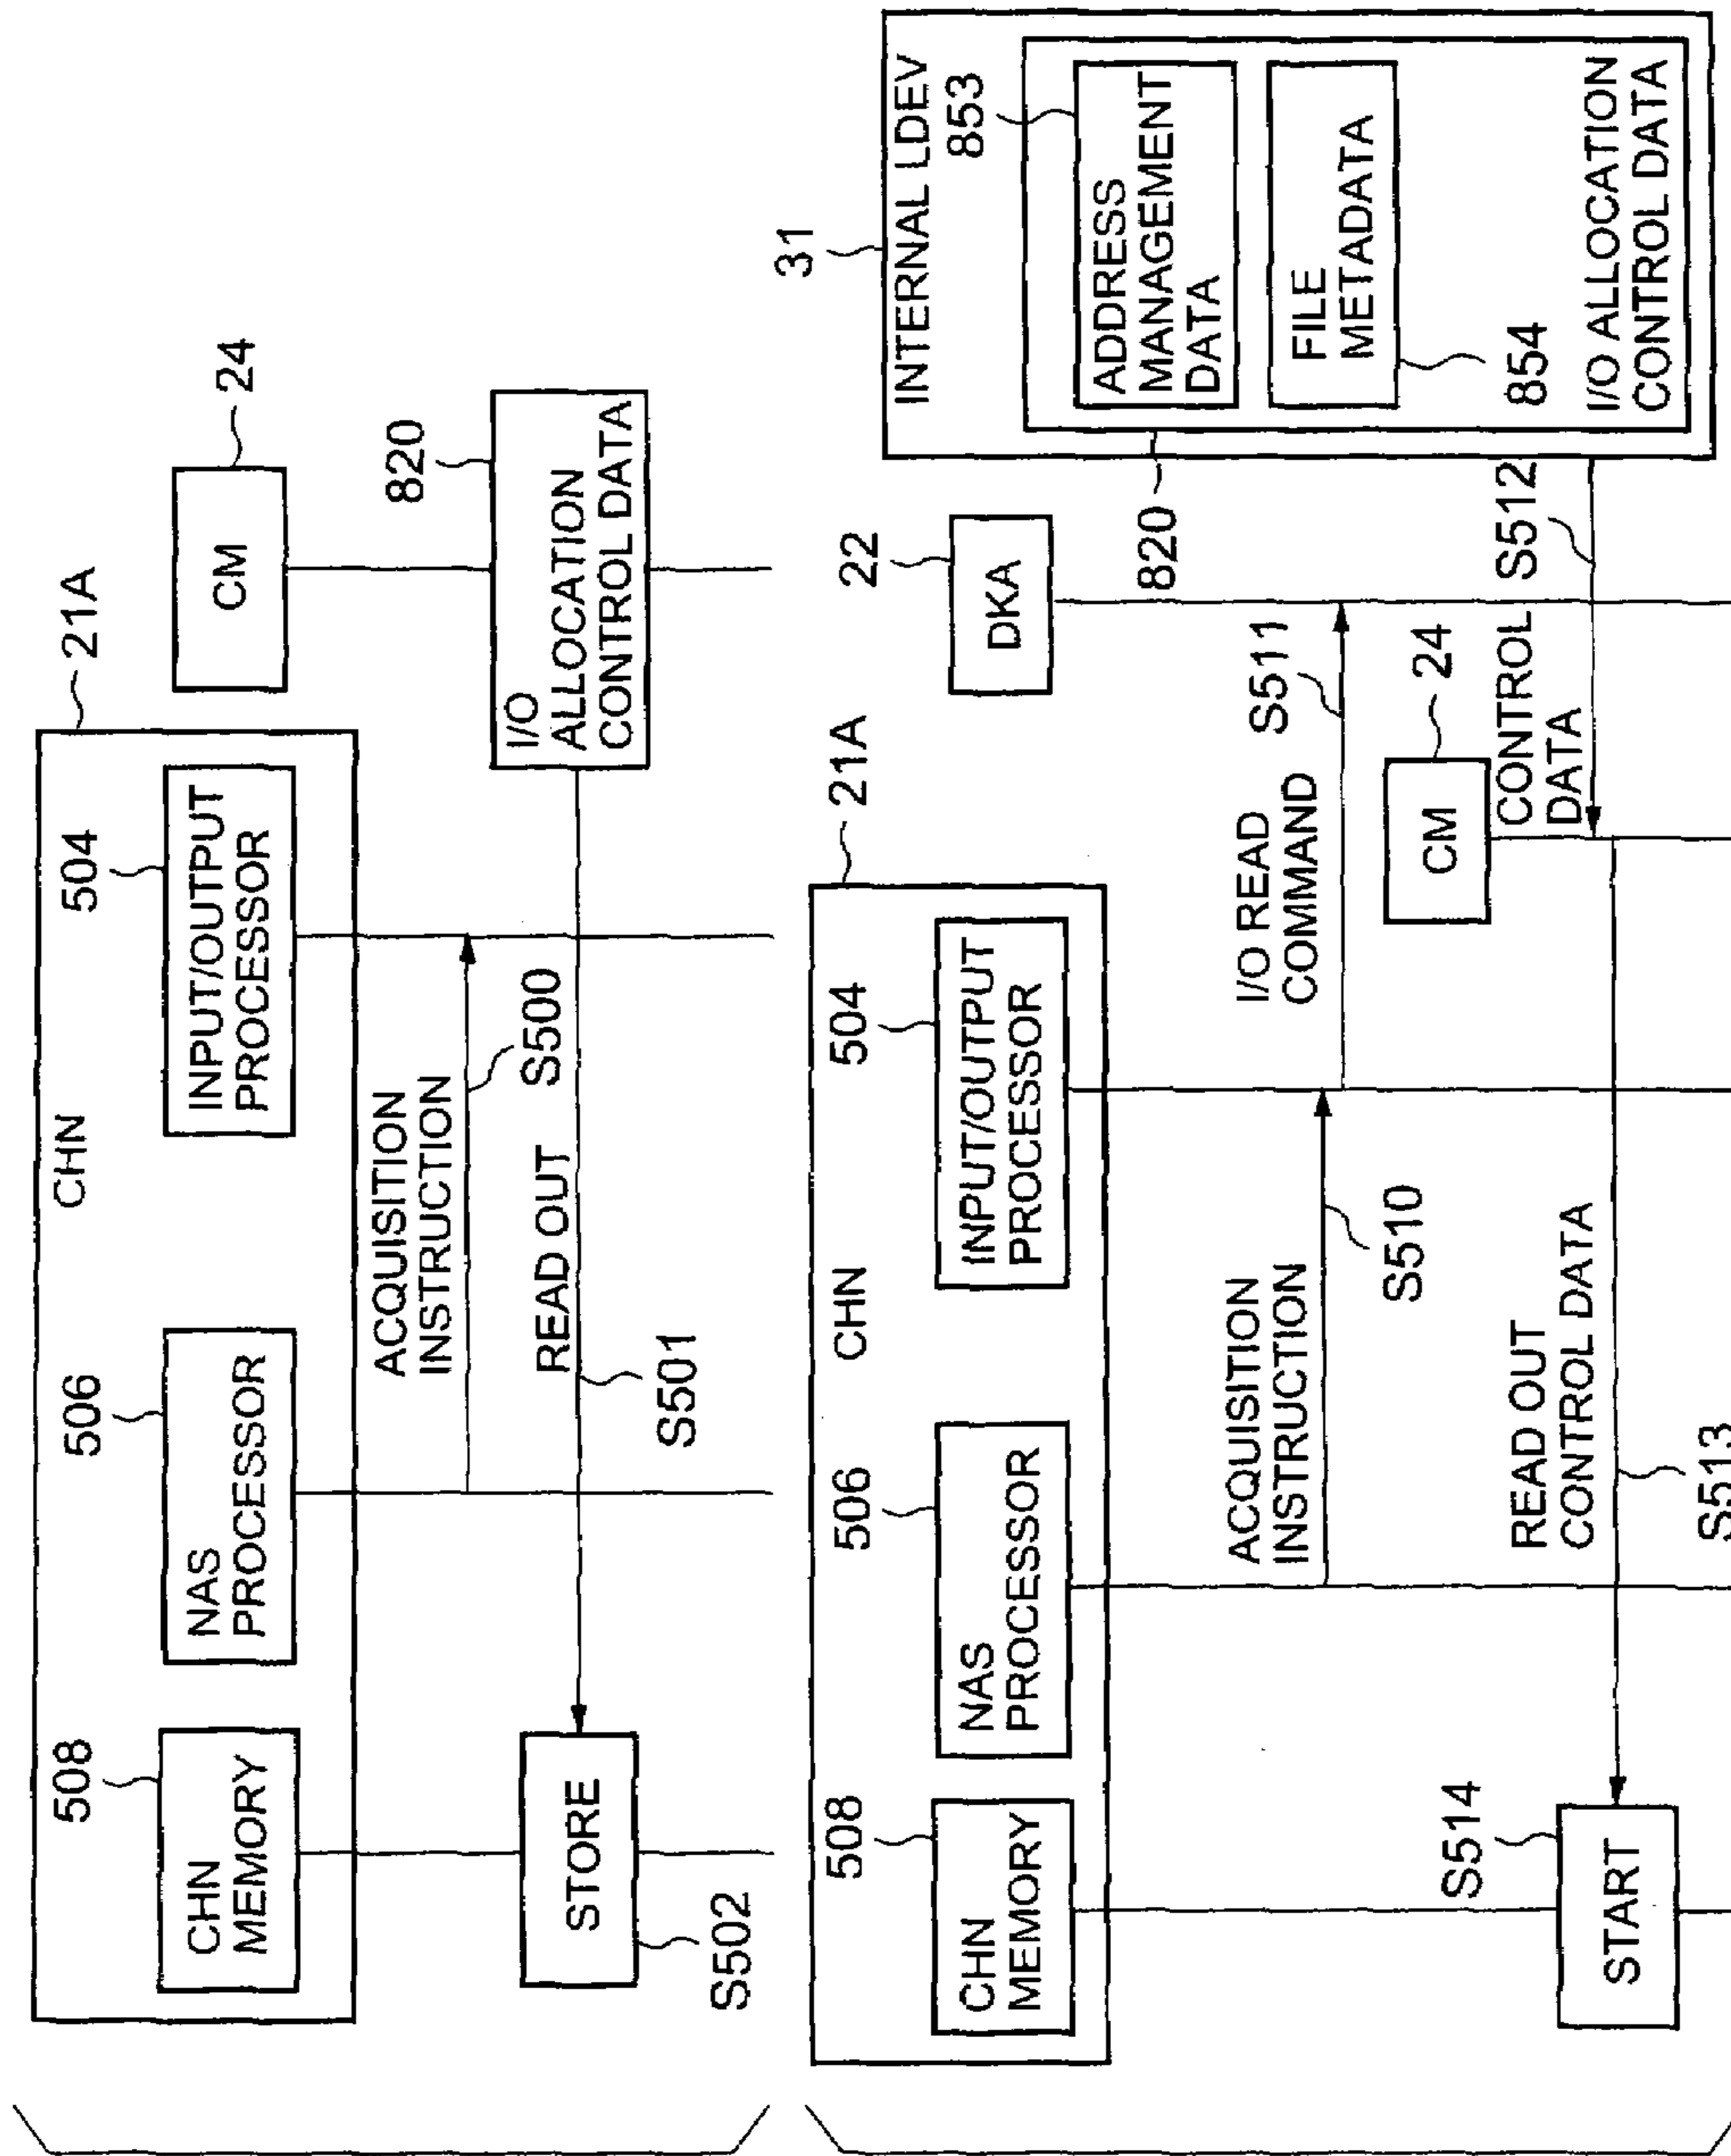 CHN
21A
508
CHN
MEMORY
506
NAS
PROCESSOR
504
INPUT/OUTPUT
PROCESSOR
24
CM
ACQUISITION
INSTRUCTION
S500
820
I/O
ALLOCATION
CONTROL DATA
READ OUT
S501
STORE
S502
21A
CHN
508
CHN
MEMORY
506
NAS
PROCESSOR
504
INPUT/OUTPUT
PROCESSOR
22
DKA
31
INTERNAL LDEV
853
ADDRESS
MANAGEMENT
DATA
FILE
METADATA
854
I/O ALLOCATION
CONTROL DATA
820
ACQUISITION
INSTRUCTION
S510
I/O READ
COMMAND
S511
24
CM
CONTROL
DATA
S512
READ OUT
CONTROL DATA
S513
S514
START